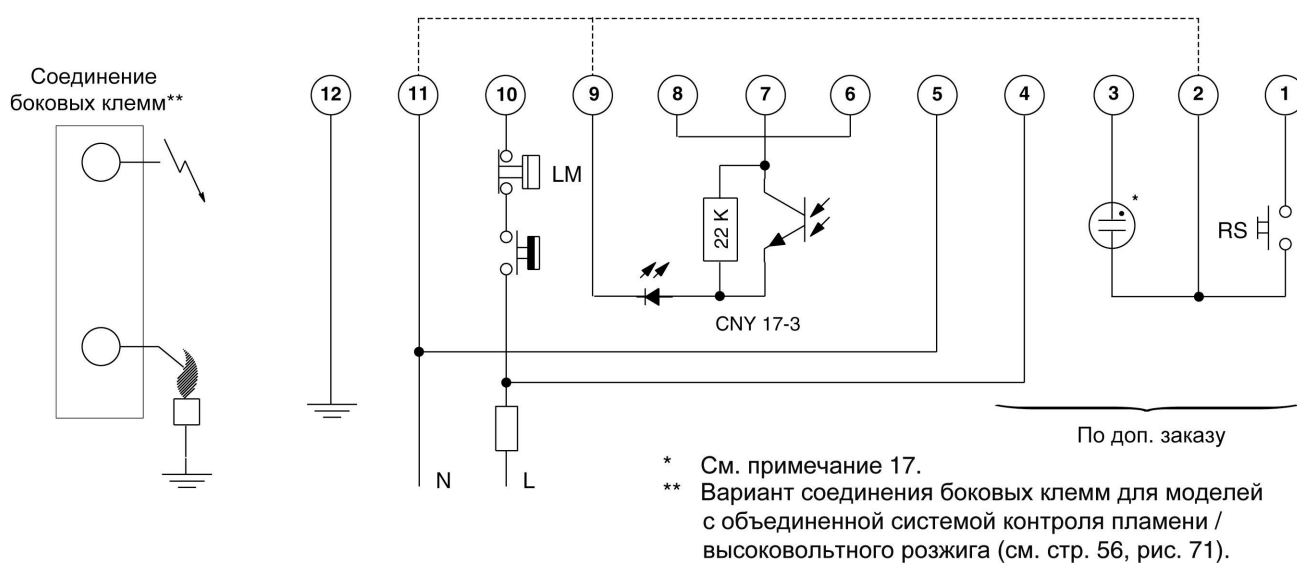 Соединение
боковых клемм**
12 11 10 9 8 7 6 5 4 3 2 1
LM
22 K
*
RS
CNY 17-3
N L
По доп. заказу
* См. примечание 17.
** Вариант соединения боковых клемм для моделей
с объединенной системой контроля пламени /
высоковольтного розжига (см. стр. 56, рис. 71).